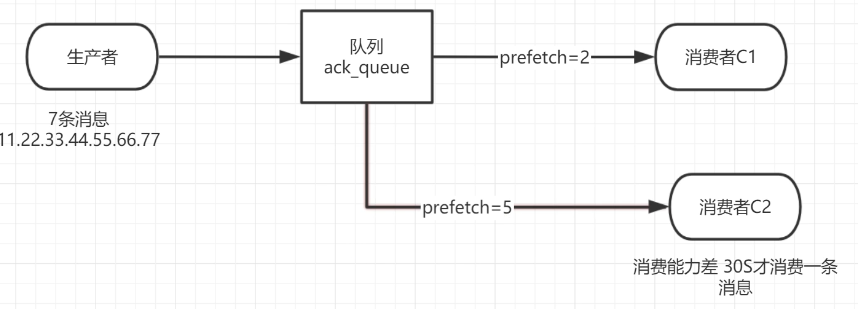 生产者
队列
ack_queue
prefetch=2
消费者C1
7条消息
11.22.33.44.55.66.77
prefetch=5
消费者C2
消费能力差 30S才消费一条
消息